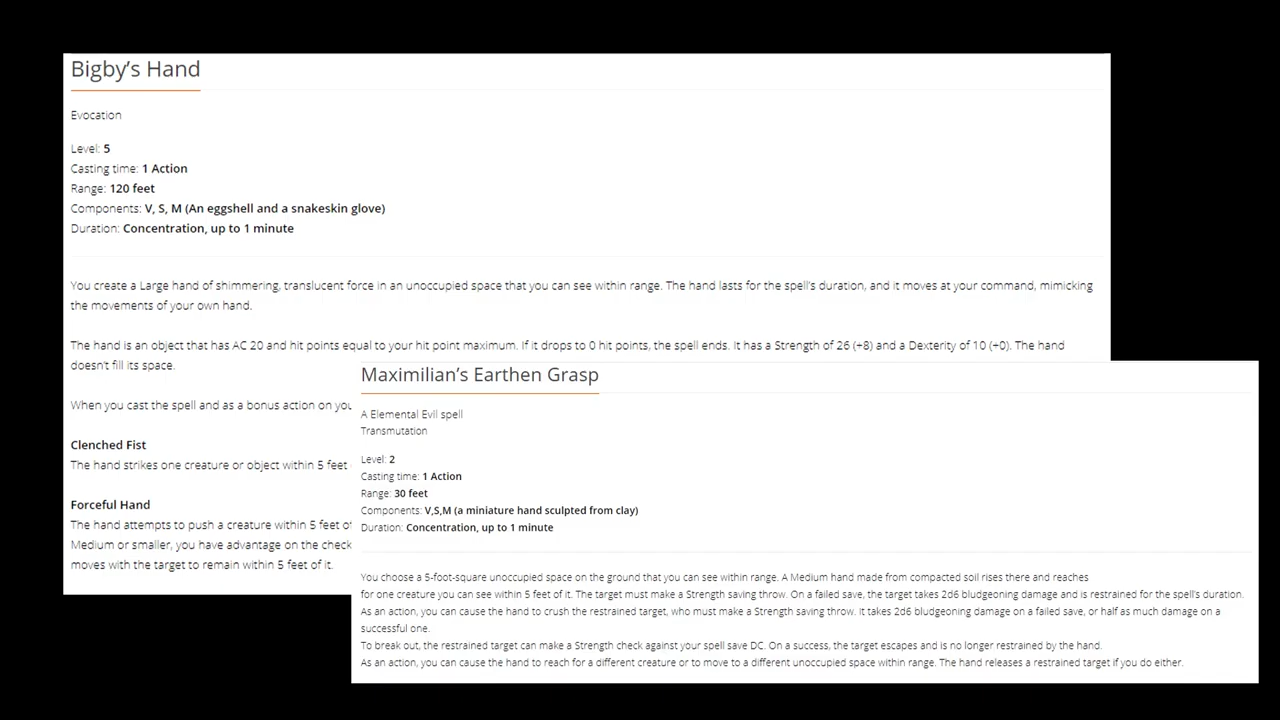 Bigby's Hand
Evocation
Level: 5
Casting time: 1 Action
Range: 120 feet
Components: V, S, M (An eggshell and a snakeskin glove)
Duration: Concentration, up to 1 minute
You create a Large hand of shimmering, translucent force in an unoccupied space that you can see within range. The hand lasts for the spell's duration, and it moves at your command, mimicking
the movements of your own hand.
The hand is an object that has AC 20 and hit points equal to your hit point maximum. If it drops to 0 hit points, the spell ends. It has a Strength of 26 (+8) and a Dexterity of 10 (+0). The hand
doesn't fill its space.
When you cast the spell and as a bonus action on you
Clenched Fist
The hand strikes one creature or object within 5 feet
Forceful Hand
The hand attempts to push a creature within 5 feet of
Medium or smaller, you have advantage on the check
moves with the target to remain within 5 feet of it.
Maximilian's Earthen Grasp
A Elemental Evil spell
Transmutation
Level: 2
Casting time: 1 Action
Range: 30 feet
Components: V,S,M (a miniature hand sculpted from clay)
Duration: Concentration, up to 1 minute
You choose a 5-foot-square unoccupied space on the ground that you can see within range. A Medium hand made from compacted soil rises there and reaches
for one creature you can see within 5 feet of it. The target must make a Strength saving throw. On a failed save, the target takes 2d6 bludgeoning damage and is restrained for the spell's duration.
As an action, you can cause the hand to crush the restrained target, who must make a Strength saving throw. It takes 2d6 bludgeoning damage on a failed save, or half as much damage on a
successful one.
To break out, the restrained target can make a Strength check against your spell save DC. On a success, the target escapes and is no longer restrained by the hand.
As an action, you can cause the hand to reach for a different creature or to move to a different unoccupied space within range. The hand releases a restrained target if you do either.